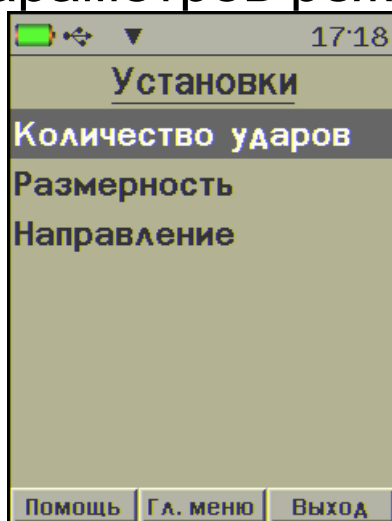 17:18
Установки
Количество ударов
Размерность
Направление
Помощь Гл. меню Выход